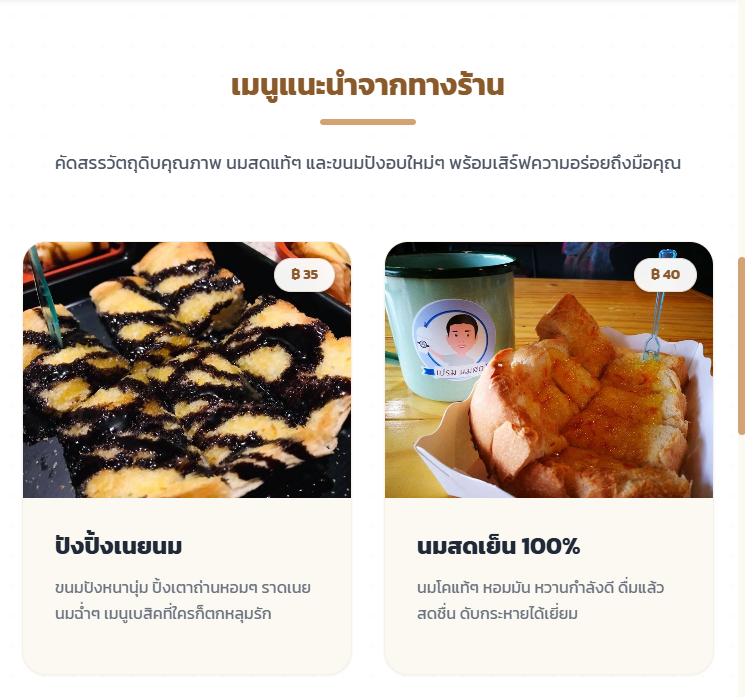 เมนูแนะนำจากทางร้าน
คัดสรรวัตถุดิบคุณภาพ นมสดแท้ๆ และขนมปังอบใหม่ๆ พร้อมเสิร์ฟความอร่อยถึงมือคุณ
฿ 35
฿ 40
เปรม นมสด
ปังปิ้งเนยนม
ขนมปังหนานุ่ม ปิ้งเตาถ่านหอมๆ ราดเนย
นมฉ่ำๆ เมนูเบสิคที่ใครก็ตกหลุมรัก
นมสดเย็น 100%
นมโคแท้ๆ หอมมัน หวานกำลังดี ดื่มแล้ว
สดชื่น ดับกระหายได้เยี่ยม